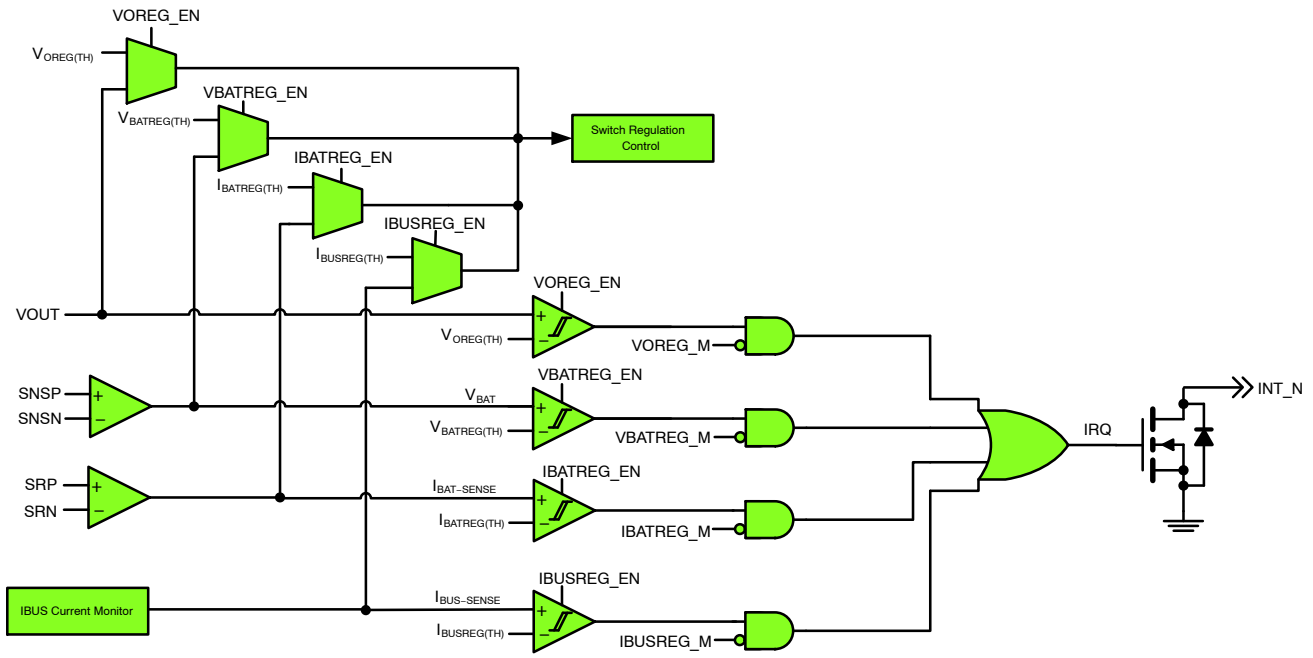 VOREG_EN
VOREG(TH)
VBATREG_EN
VBATREG(TH)
Switch Regulation
Control
IBATREG_EN
IBATREG(TH)
IBUSREG_EN
IBUSREG(TH)
VOREG_EN
VOUT
VOREG(TH)
VOREG_M
VBATREG_EN
SNSP
SNSN
VBAT
VBATREG(TH)
VBATREG_M
INT_N
IRQ
IBATREG_EN
SRP
SRN
IBAT-SENSE
IBATREG(TH)
IBATREG_M
IBUSREG_EN
IBUS Current Monitor
IBUS-SENSE
IBUSREG(TH)
IBUSREG_M